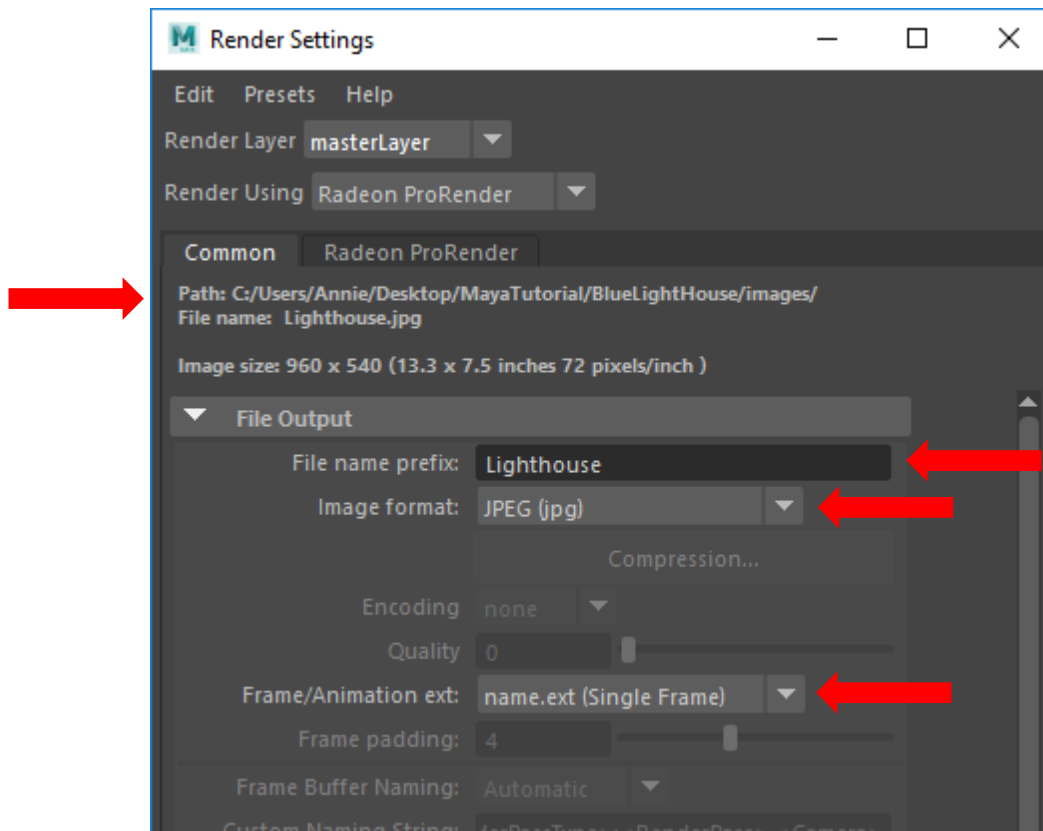 Render Settings
Edit Presets Help
Render Layer masterLayer
Render Using Radeon ProRender
Common Radeon ProRender
Path: C:/Users/Annie/Desktop/MayaTutorial/BlueLightHouse/images/
File name: Lighthouse.jpg
Image size: 960 x 540 (13.3 x 7.5 inches 72 pixels/inch )
File Output
File name prefix: Lighthouse
Image format: JPEG (jpg)
Compression...
Encoding none
Quality 0
Frame/Animation ext: name.ext (Single Frame)
Frame padding: 4
Frame Buffer Naming: Automatic
Custom Naming String: